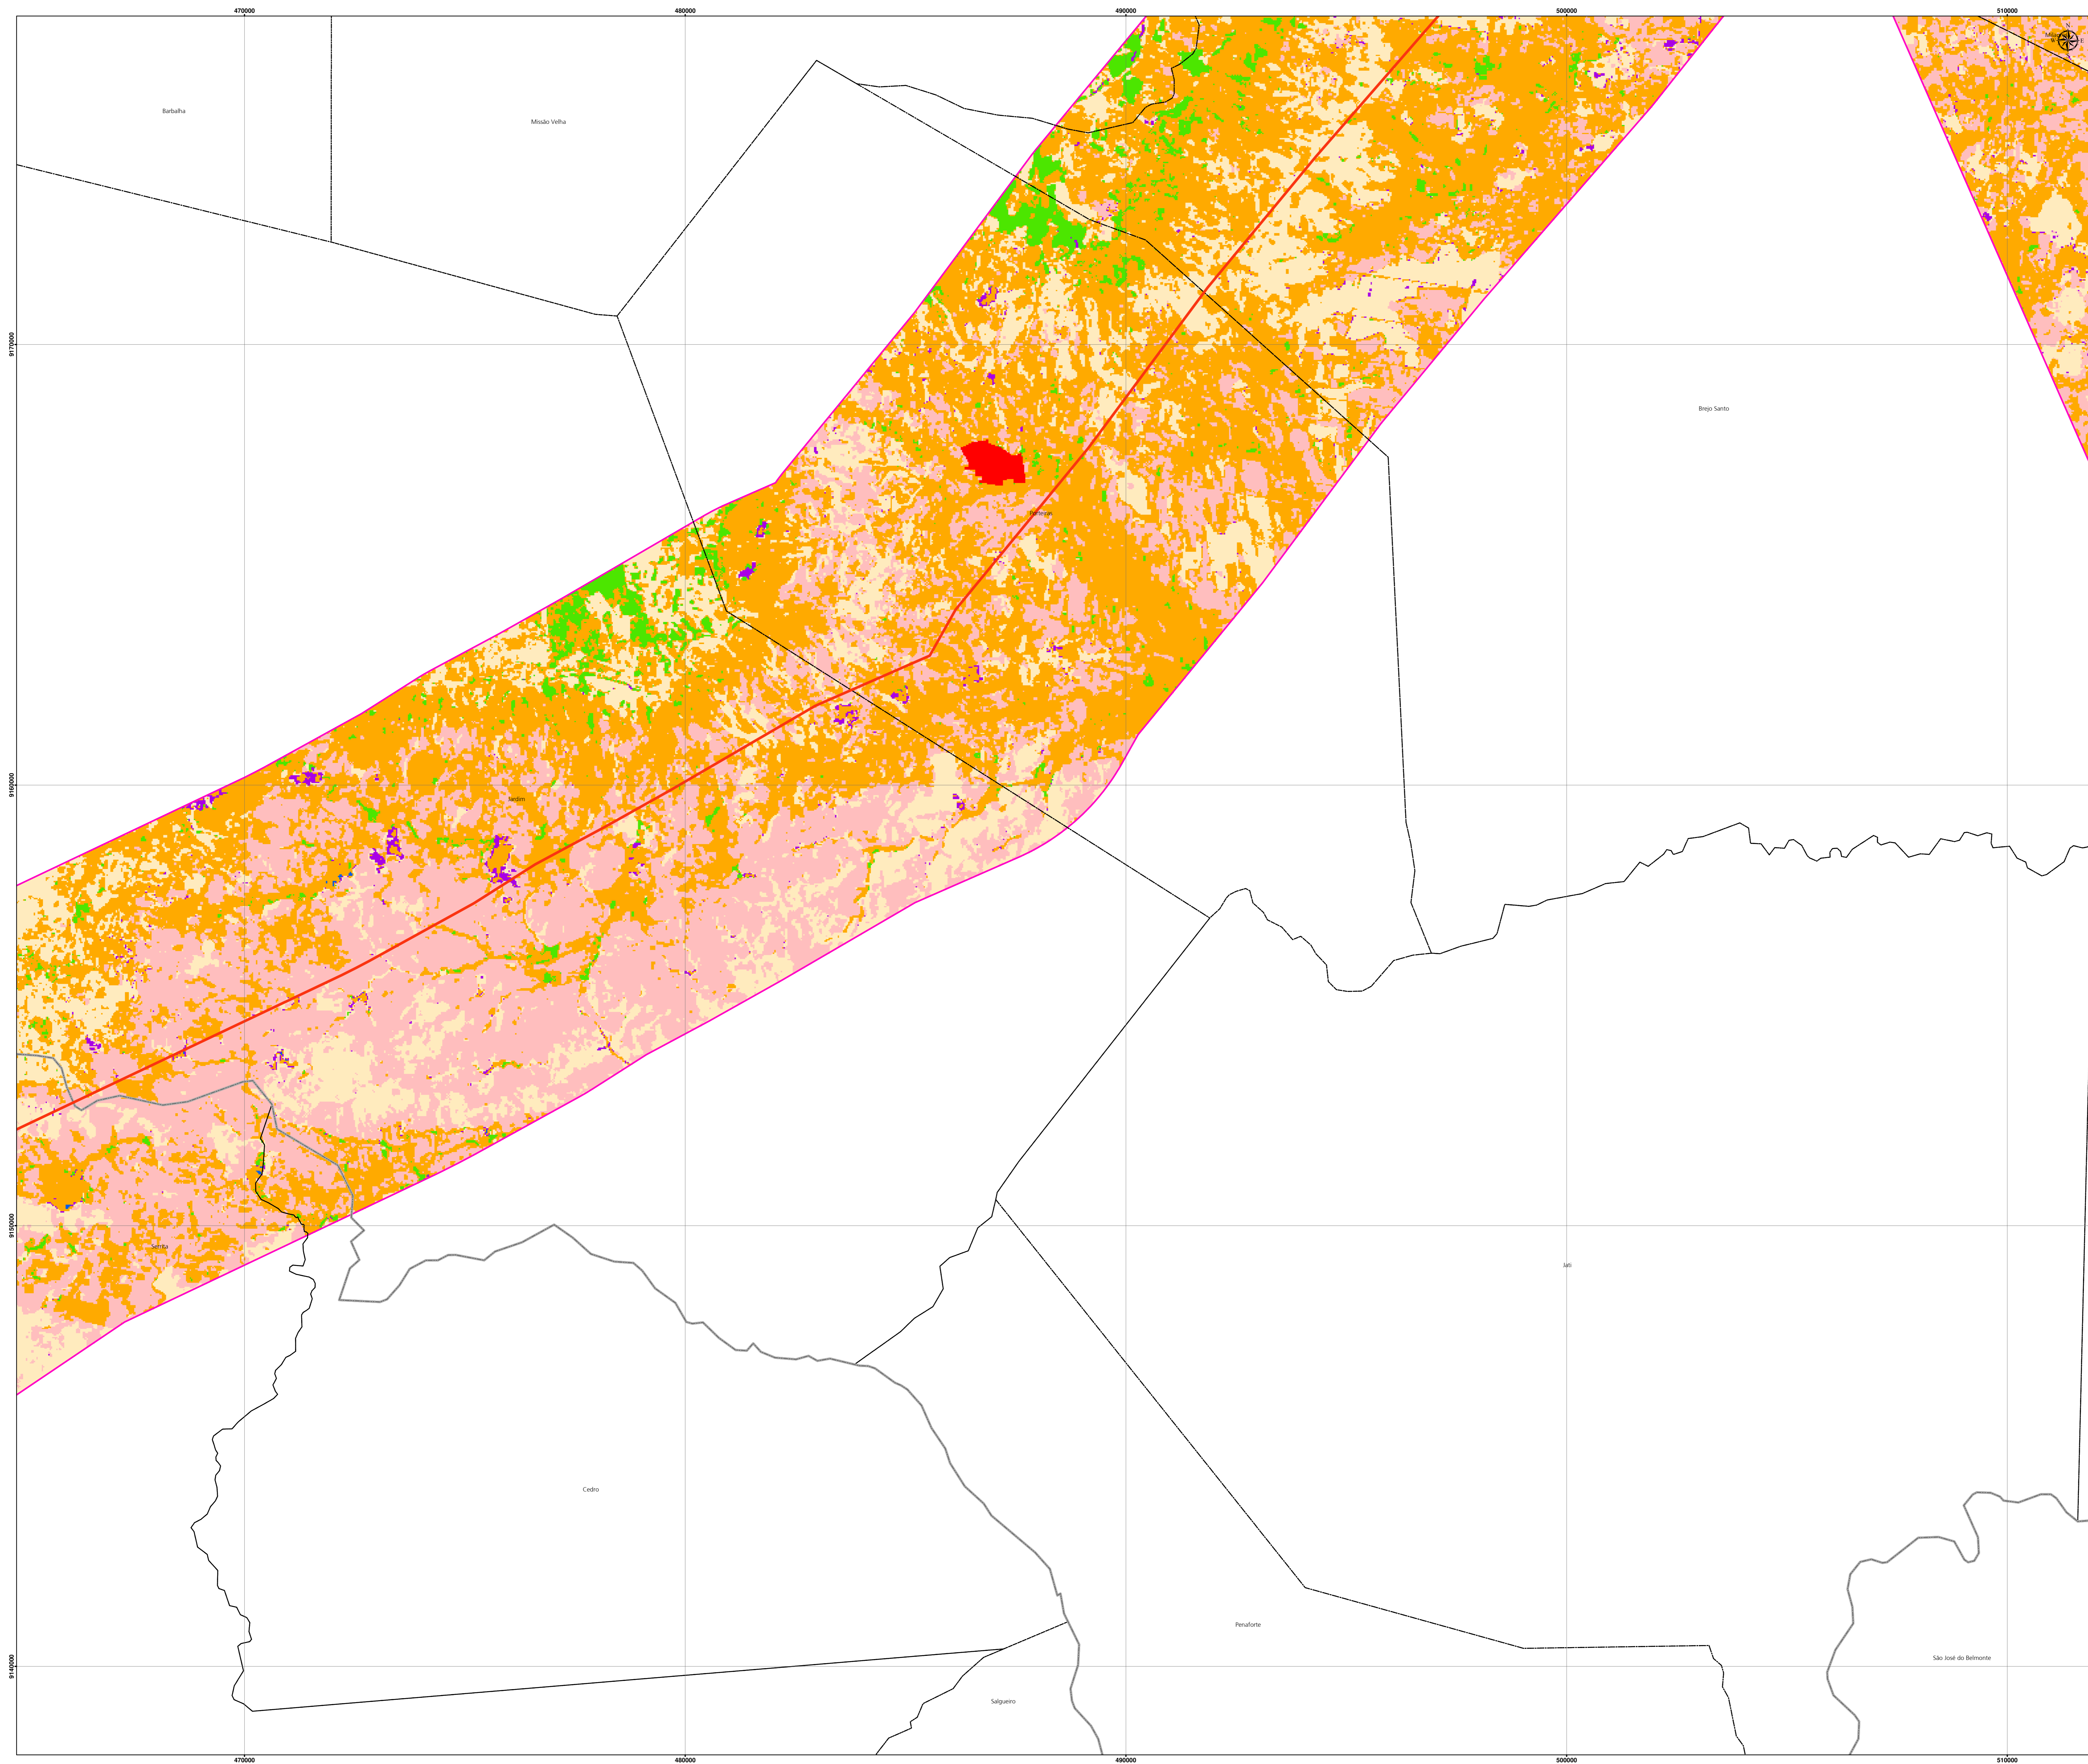 470000 480000 490000 500000 510000
N
W E
Barbalha
Missão Velha
9170000
Brejo Santo
Porteiras
9160000
Jardim
9150000
Serrita
Jati
Cedro
Penaforte
9140000
São José do Belmonte
Salgueiro
470000 480000 490000 500000 510000